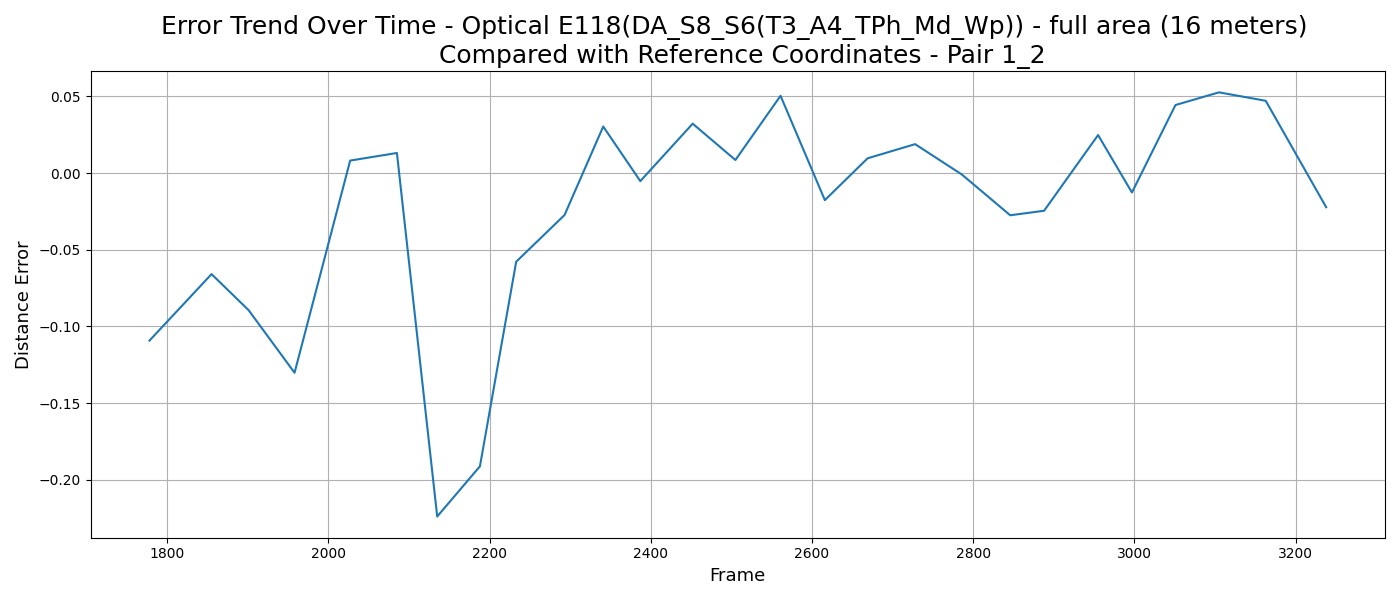 Error Trend Over Time - Optical E118(DA_S8_S6(T3_A4_TPh_Md_Wp)) - full area (16 meters)
Compared with Reference Coordinates - Pair 1_2
Distance Error
0.05
0.00
−0.05
−0.10
−0.15
−0.20
1800 2000 2200 2400 2600 2800 3000 3200
Frame